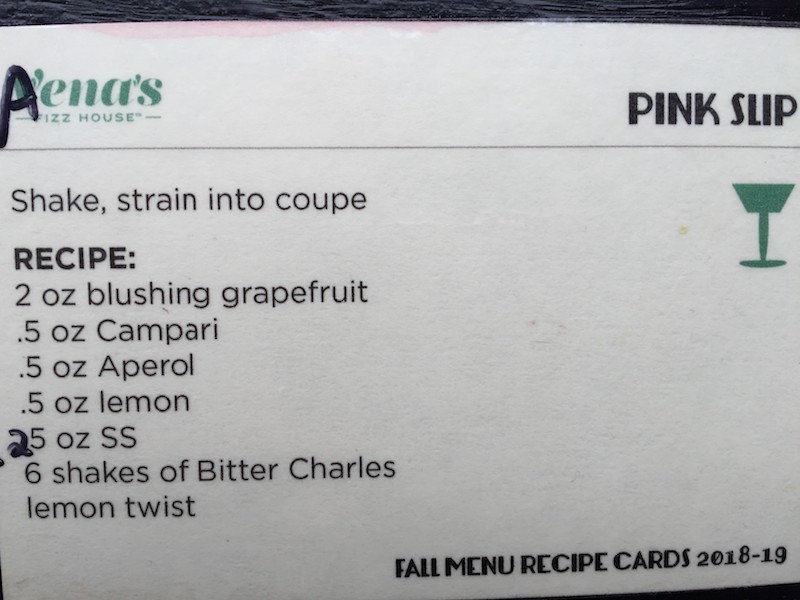 A
Vena's
FIZZ HOUSE™
PINK SLIP
Shake, strain into coupe
RECIPE:
2 oz blushing grapefruit
.5 oz Campari
.5 oz Aperol
.5 oz lemon
.25 oz SS
6 shakes of Bitter Charles
lemon twist
FALL MENU RECIPE CARDS 2018-19